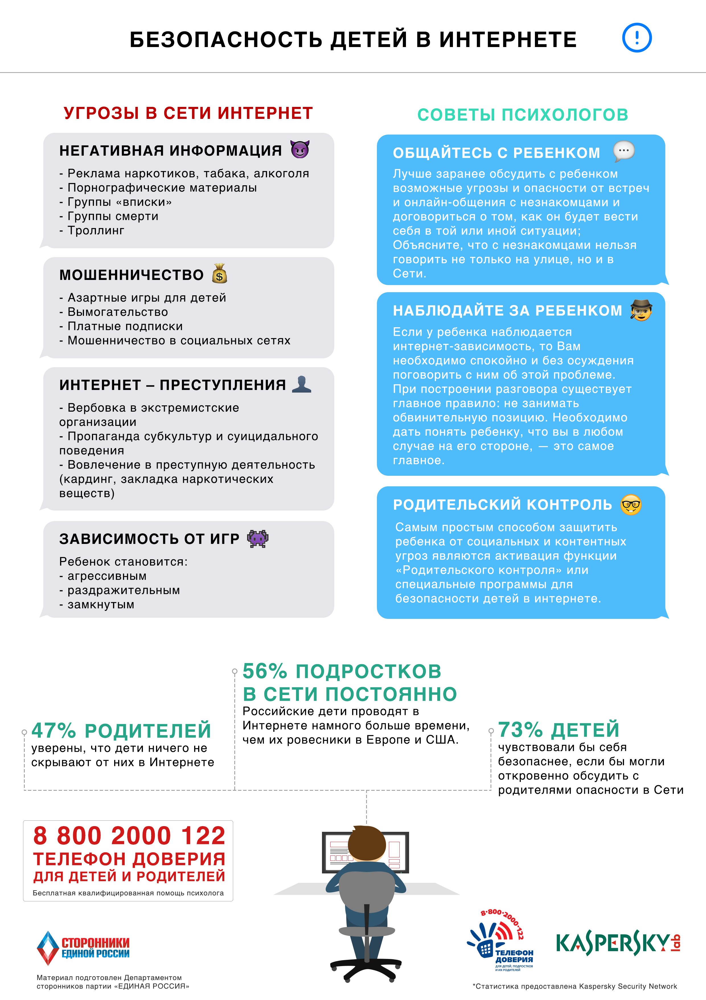 БЕЗОПАСНОСТЬ ДЕТЕЙ В ИНТЕРНЕТЕ
УГРОЗЫ В СЕТИ ИНТЕРНЕТ
НЕГАТИВНАЯ ИНФОРМАЦИЯ
- Реклама наркотиков, табака, алкоголя
- Порнографические материалы
- Группы «вписки»
- Группы смерти
- Троллинг
МОШЕННИЧЕСТВО
$
- Азартные игры для детей
- Вымогательство
- Платные подписки
- Мошенничество в социальных сетях
ИНТЕРНЕТ – ПРЕСТУПЛЕНИЯ
- Вербовка в экстремистские
организации
- Пропаганда субкультур и суицидального
поведения
- Вовлечение в преступную деятельность
(кардинг, закладка наркотических
веществ)
ЗАВИСИМОСТЬ ОТ ИГР
Ребенок становится:
- агрессивным
- раздражительным
- замкнутым
СОВЕТЫ ПСИХОЛОГОВ
ОБЩАЙТЕСЬ С РЕБЕНКОМ
Лучше заранее обсудить с ребенком
возможные угрозы и опасности от встреч
и онлайн-общения с незнакомцами и
договориться о том, как он будет вести
себя в той или иной ситуации;
Объясните, что с незнакомцами нельзя
говорить не только на улице, но и в
Сети.
НАБЛЮДАЙТЕ ЗА РЕБЕНКОМ
Если у ребенка наблюдается
интернет-зависимость, то Вам
необходимо спокойно и без осуждения
поговорить с ним об этой проблеме.
При построении разговора существует
главное правило: не занимать
обвинительную позицию. Необходимо
дать понять ребенку, что вы в любом
случае на его стороне, — это самое
главное.
РОДИТЕЛЬСКИЙ КОНТРОЛЬ
Самым простым способом защитить
ребенка от социальных и контентных
угроз являются активация функции
«Родительского контроля» или
специальные программы для
безопасности детей в интернете.
47% РОДИТЕЛЕЙ
уверены, что дети ничего не
скрывают от них в Интернете
56% ПОДРОСТКОВ
В СЕТИ ПОСТОЯННО
Российские дети проводят в
Интернете намного больше времени,
чем их ровесники в Европе и США.
73% ДЕТЕЙ
чувствовали бы себя
безопаснее, если бы могли
откровенно обсудить с
родителями опасности в Сети
8 800 2000 122
ТЕЛЕФОН ДОВЕРИЯ
ДЛЯ ДЕТЕЙ И РОДИТЕЛЕЙ
Бесплатная квалифицированная помощь психолога
СТОРОННИКИ
ЕДИНОЙ РОССИИ
Материал подготовлен Департаментом
сторонников партии «ЕДИНАЯ РОССИЯ»
8·800·2000·122
ТЕЛЕФОН
ДОВЕРИЯ
ДЛЯ ДЕТЕЙ, ПОДРОСТКОВ
И ИХ РОДИТЕЛЕЙ
KASPERSKY lab
*Статистика предоставлена Kaspersky Security Network